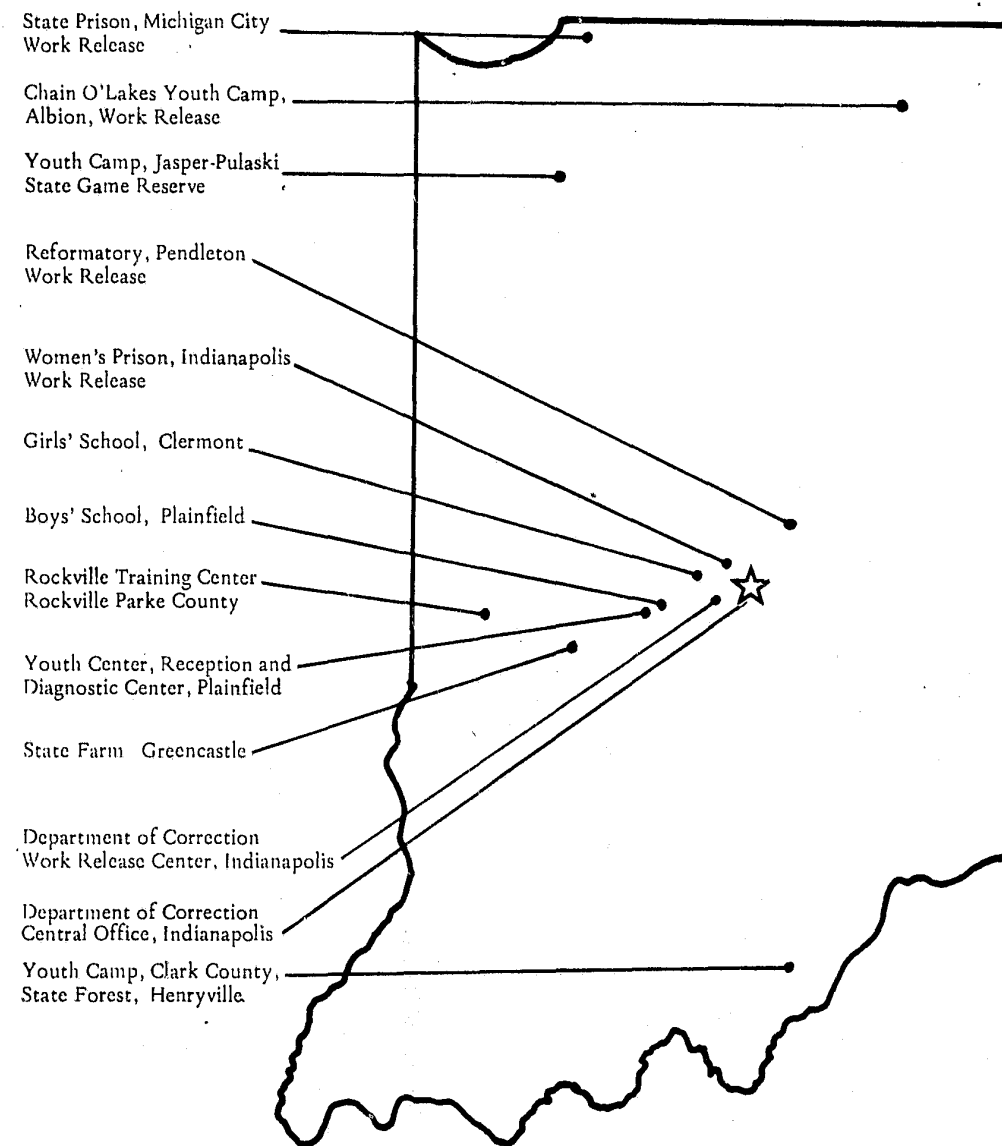 State Prison, Michigan City
Work Release
Chain O'Lakes Youth Camp,
Albion, Work Release
Youth Camp, Jasper-Pulaski
State Game Reserve
Reformatory, Pendleton
Work Release
Women's Prison, Indianapolis
Work Release
Girls' School, Clermont
Boys' School, Plainfield
Rockville Training Center
Rockville Parke County
Youth Center, Reception and
Diagnostic Center, Plainfield
State Farm Greencastle
Department of Correction
Work Release Center, Indianapolis
Department of Correction
Central Office, Indianapolis
Youth Camp, Clark County,
State Forest, Henryville